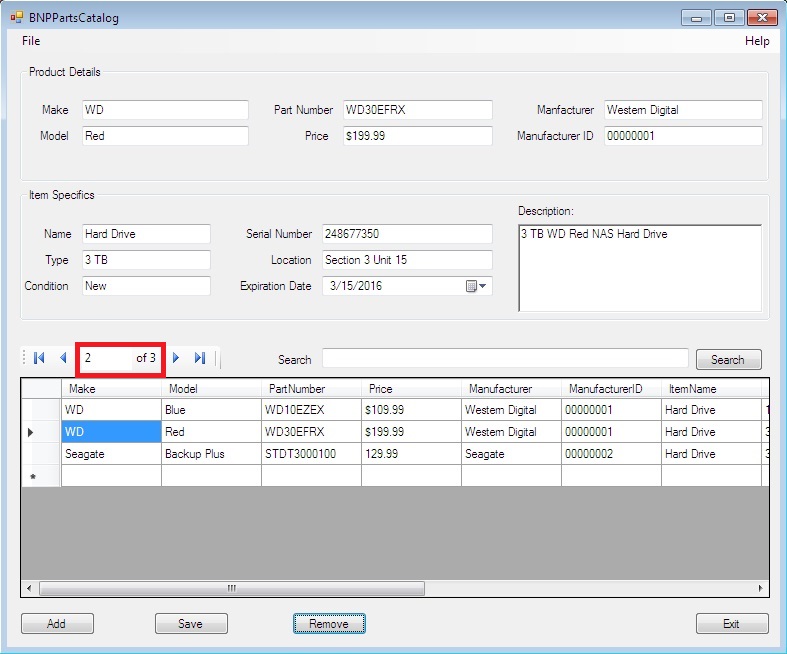 BNPPartsCatalog
File Help
Product Details
Make WD Part Number WD30EFRX Manfacturer Western Digital
Model Red Price $199.99 Manufacturer ID 00000001
Item Specifics
Description:
Name Hard Drive Serial Number 248677350 3 TB WD Red NAS Hard Drive
Type 3 TB Location Section 3 Unit 15
Condition New Expiration Date 3/15/2016
2 of 3 Search Search
Make Model PartNumber Price Manufacturer ManufacturerID ItemName
WD Blue WD10EZEX $109.99 Western Digital 00000001 Hard Drive 1
WD Red WD30EFRX $199.99 Western Digital 00000001 Hard Drive 3
Seagate Backup Plus STDT3000100 129.99 Seagate 00000002 Hard Drive 3
Add Save Remove Exit